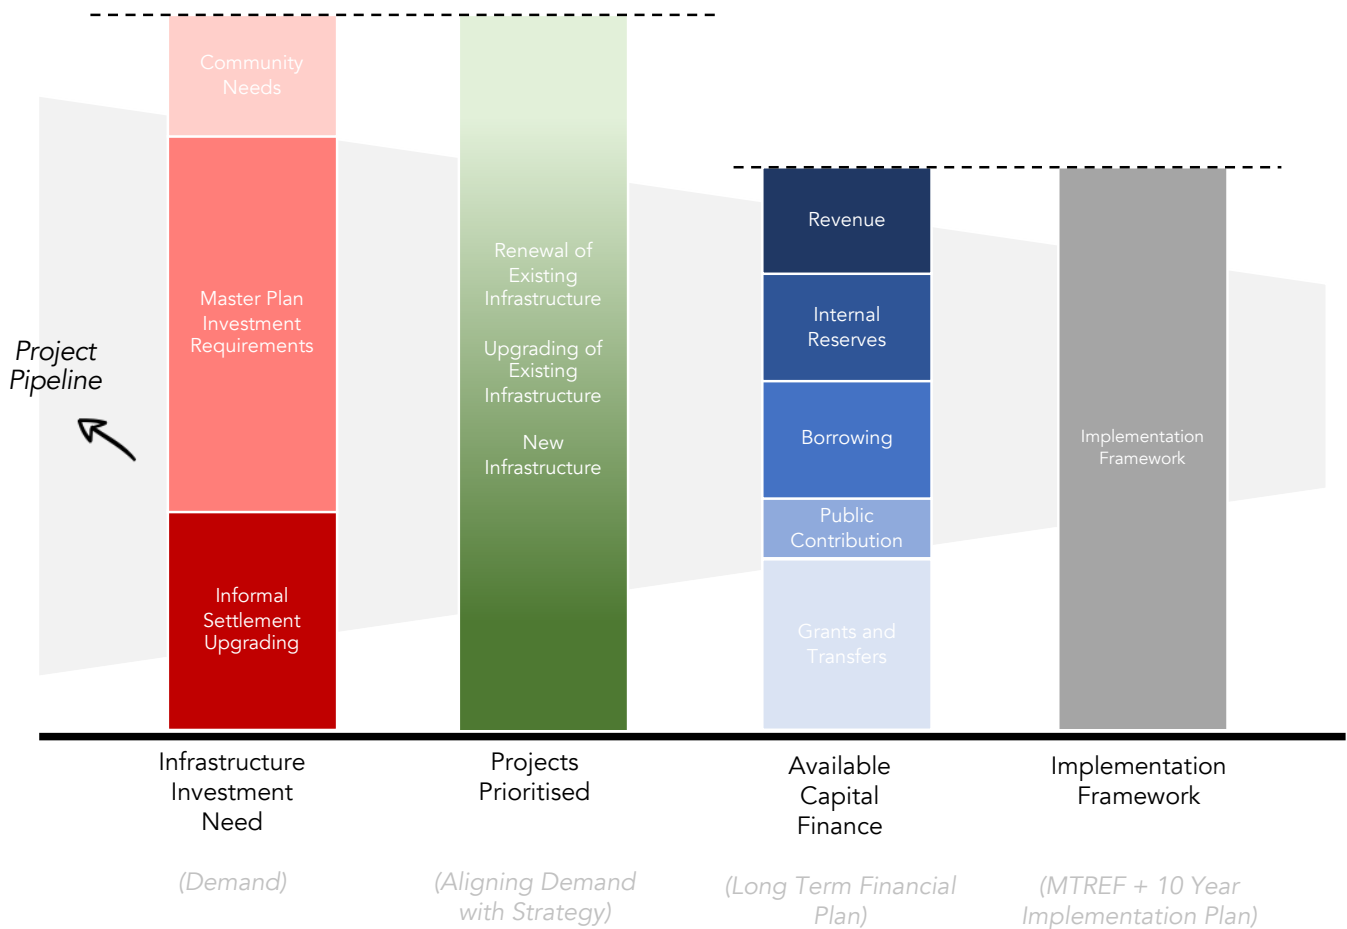 Project
Pipeline
Community
Needs
Master Plan
Investment
Requirements
Informal
Settlement
Upgrading
Renewal of
Existing
Infrastructure
Upgrading of
Existing
Infrastructure
New
Infrastructure
Revenue
Internal
Reserves
Borrowing
Public
Contribution
Grants and
Transfers
Implementation
Framework
Infrastructure
Investment
Need
(Demand)
Projects
Prioritised
(Aligning Demand
with Strategy)
Available
Capital
Finance
(Long Term Financial
Plan)
Implementation
Framework
(MTREF + 10 Year
Implementation Plan)